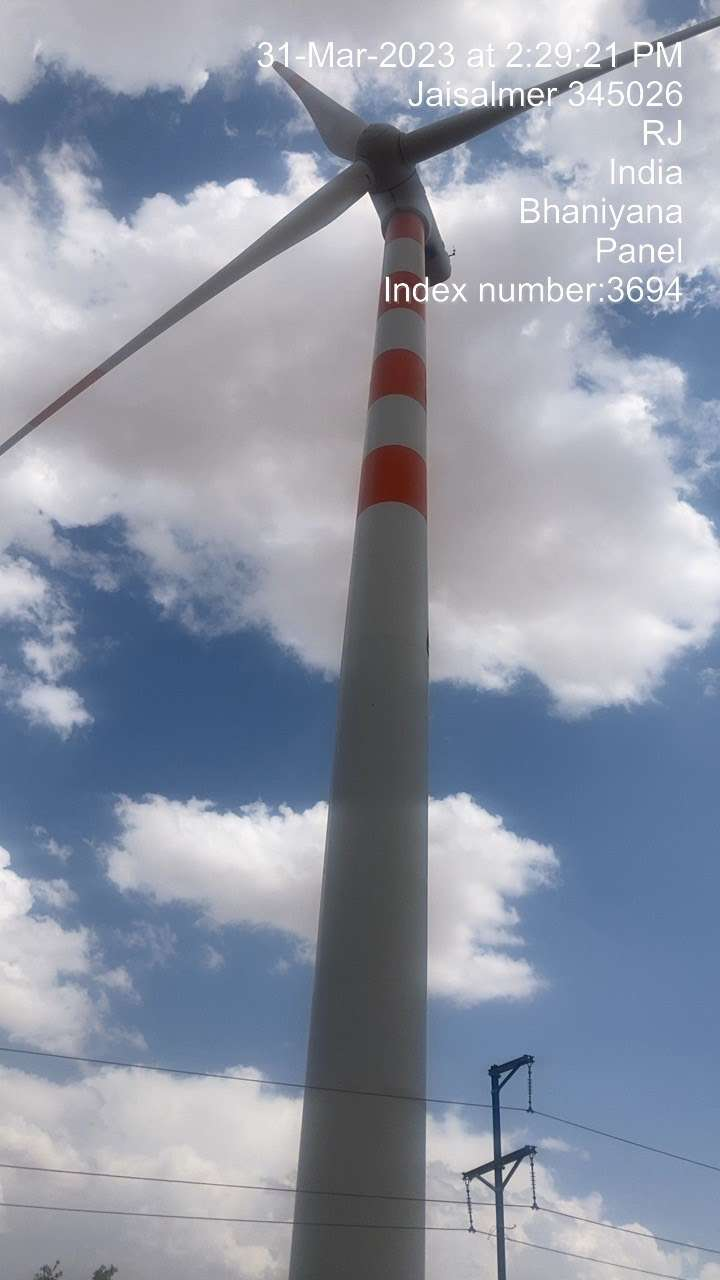 31-Mar-2023 at 2:29:21 PM
Jaisalmer 345026
RJ
India
Bhaniyana
Panel
Index number:3694